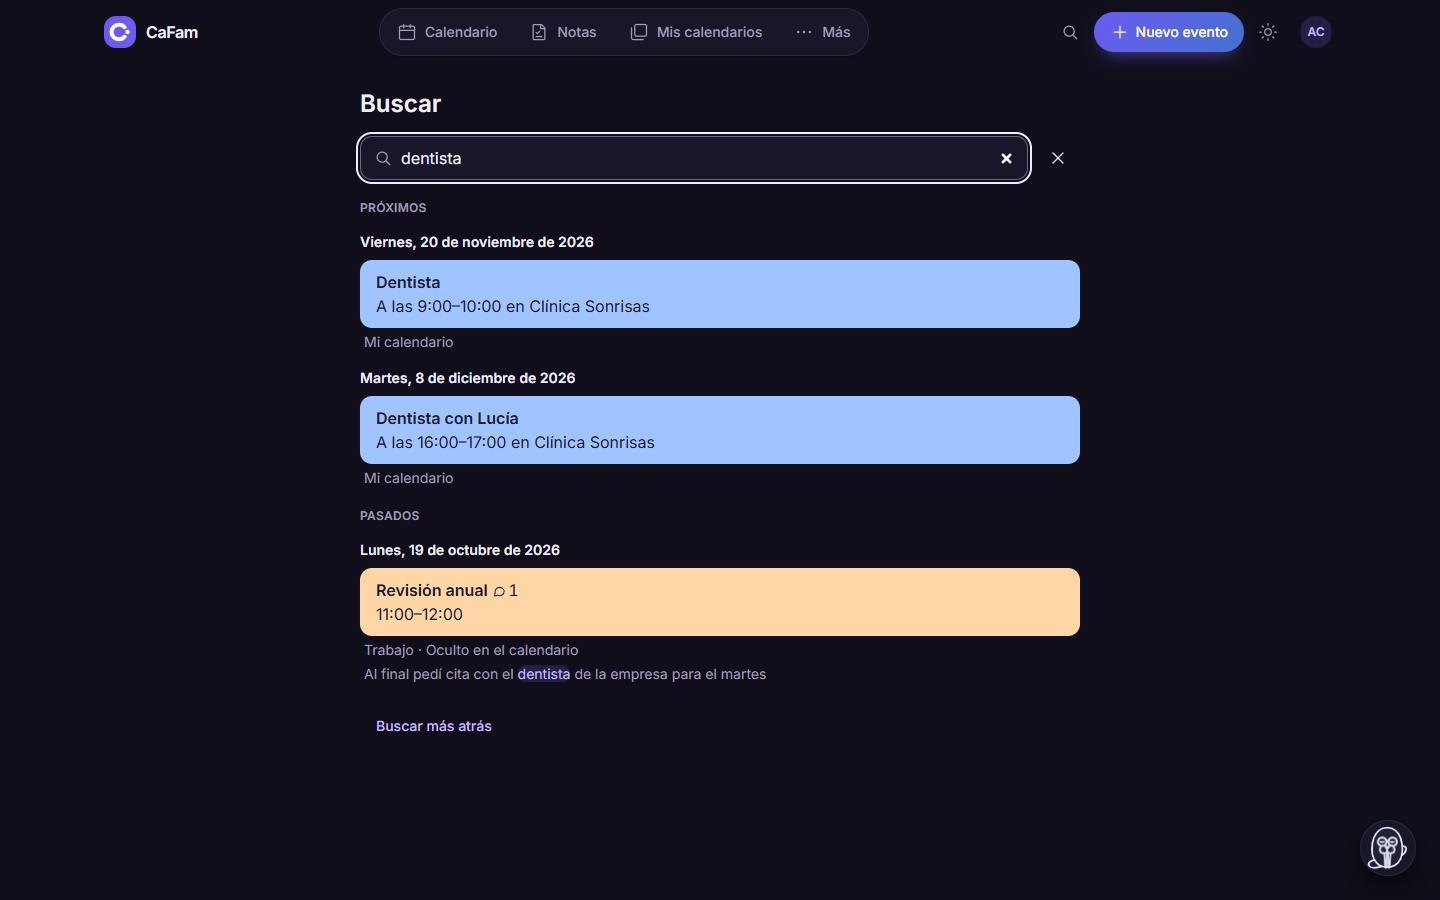 CaFam
Calendario
Notas
Mis calendarios
Más
Nuevo evento
AC
Buscar
dentista
PRÓXIMOS
Viernes, 20 de noviembre de 2026
Dentista
A las 9:00–10:00 en Clínica Sonrisas
Mi calendario
Martes, 8 de diciembre de 2026
Dentista con Lucía
A las 16:00–17:00 en Clínica Sonrisas
Mi calendario
PASADOS
Lunes, 19 de octubre de 2026
Revisión anual 1
11:00–12:00
Trabajo · Oculto en el calendario
Al final pedí cita con el dentista de la empresa para el martes
Buscar más atrás